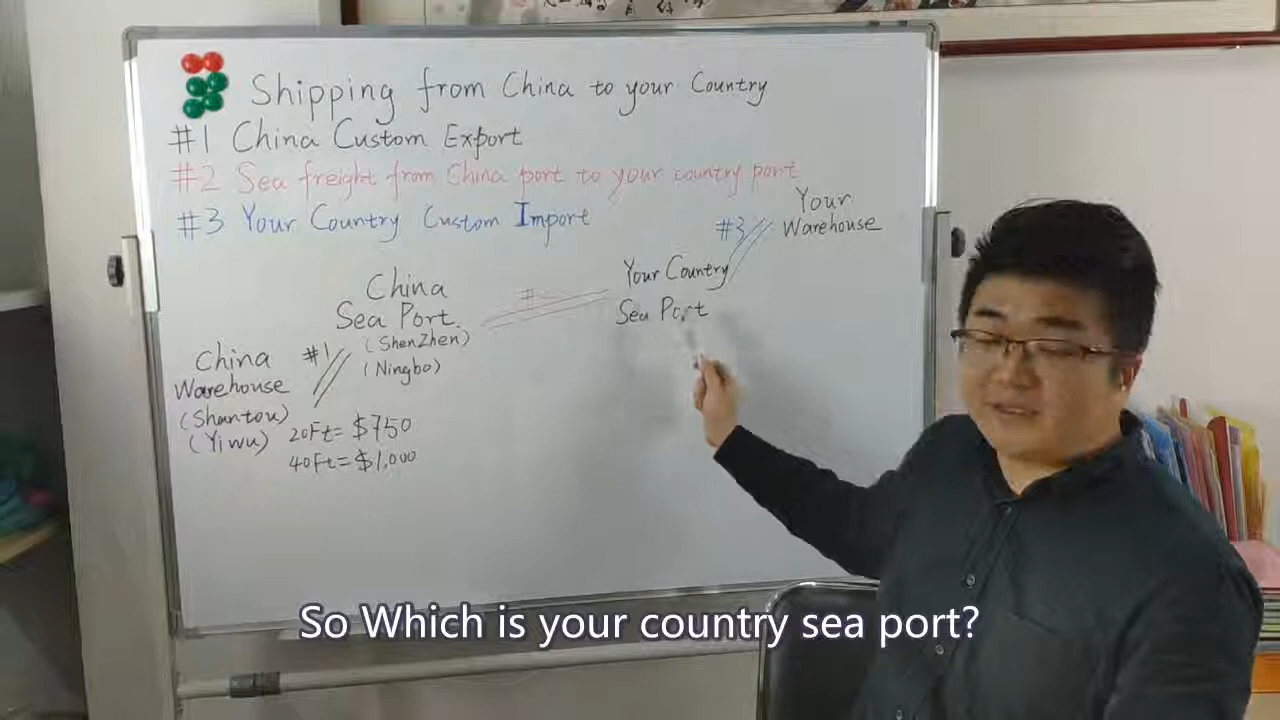 Shipping from China to your Country
#1 China Custom Export
#2 Sea freight from China port to your country port
#3 Your Country Custom Import
Your
Warehouse
#3
Your Country
Sea Port
China
Sea Port.
(ShenZhen)
(Ningbo)
#1
China
Warehouse
(Shantou)
(Yiwu)
20Ft=$750
40Ft=$1,000
So Which is your country sea port?